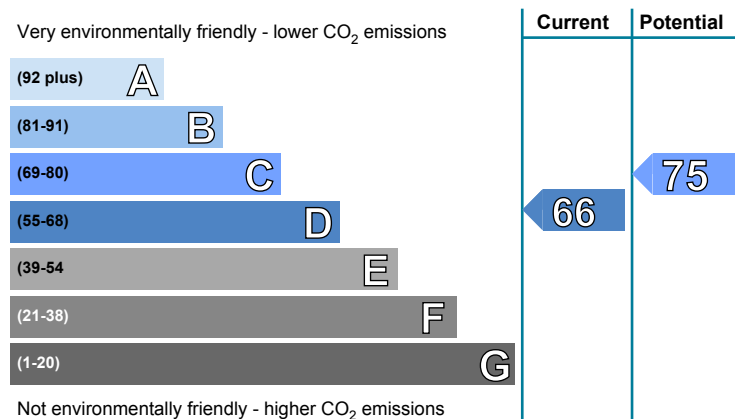 Current Potential
Very environmentally friendly - lower CO2 emissions
(92 plus) A
(81-91) B
(69-80) C 75
(55-68) D 66
(39-54 E
(21-38) F
(1-20) G
Not environmentally friendly - higher CO2 emissions